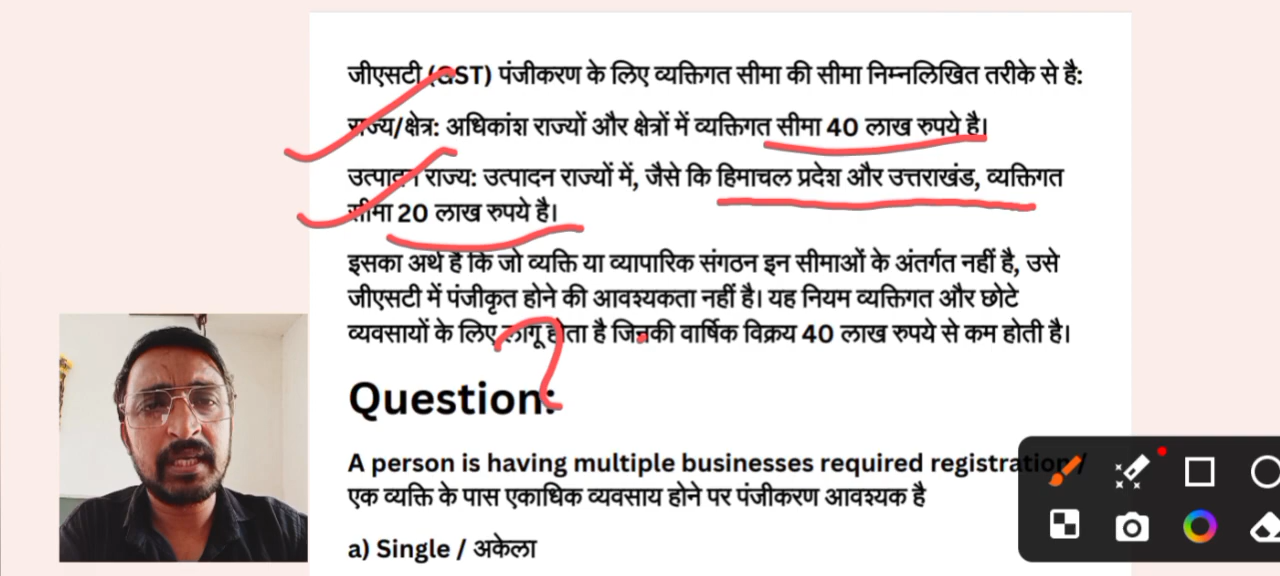 जीएसटी (GST) पंजीकरण के लिए व्यक्तिगत सीमा की सीमा निम्नलिखित तरीके से है:
राज्य/क्षेत्र: अधिकांश राज्यों और क्षेत्रों में व्यक्तिगत सीमा 40 लाख रुपये है।
उत्पादन राज्य: उत्पादन राज्यों में, जैसे कि हिमाचल प्रदेश और उत्तराखंड, व्यक्तिगत
सीमा 20 लाख रुपये है।
इसका अर्थ है कि जो व्यक्ति या व्यापारिक संगठन इन सीमाओं के अंतर्गत नहीं है, उसे
जीएसटी में पंजीकृत होने की आवश्यकता नहीं है। यह नियम व्यक्तिगत और छोटे
व्यवसायों के लिए लागू होता है जिनकी वार्षिक विक्रय 40 लाख रुपये से कम होती है।
Question:
A person is having multiple businesses required registration /
एक व्यक्ति के पास एकाधिक व्यवसाय होने पर पंजीकरण आवश्यक है
a) Single / अकेला